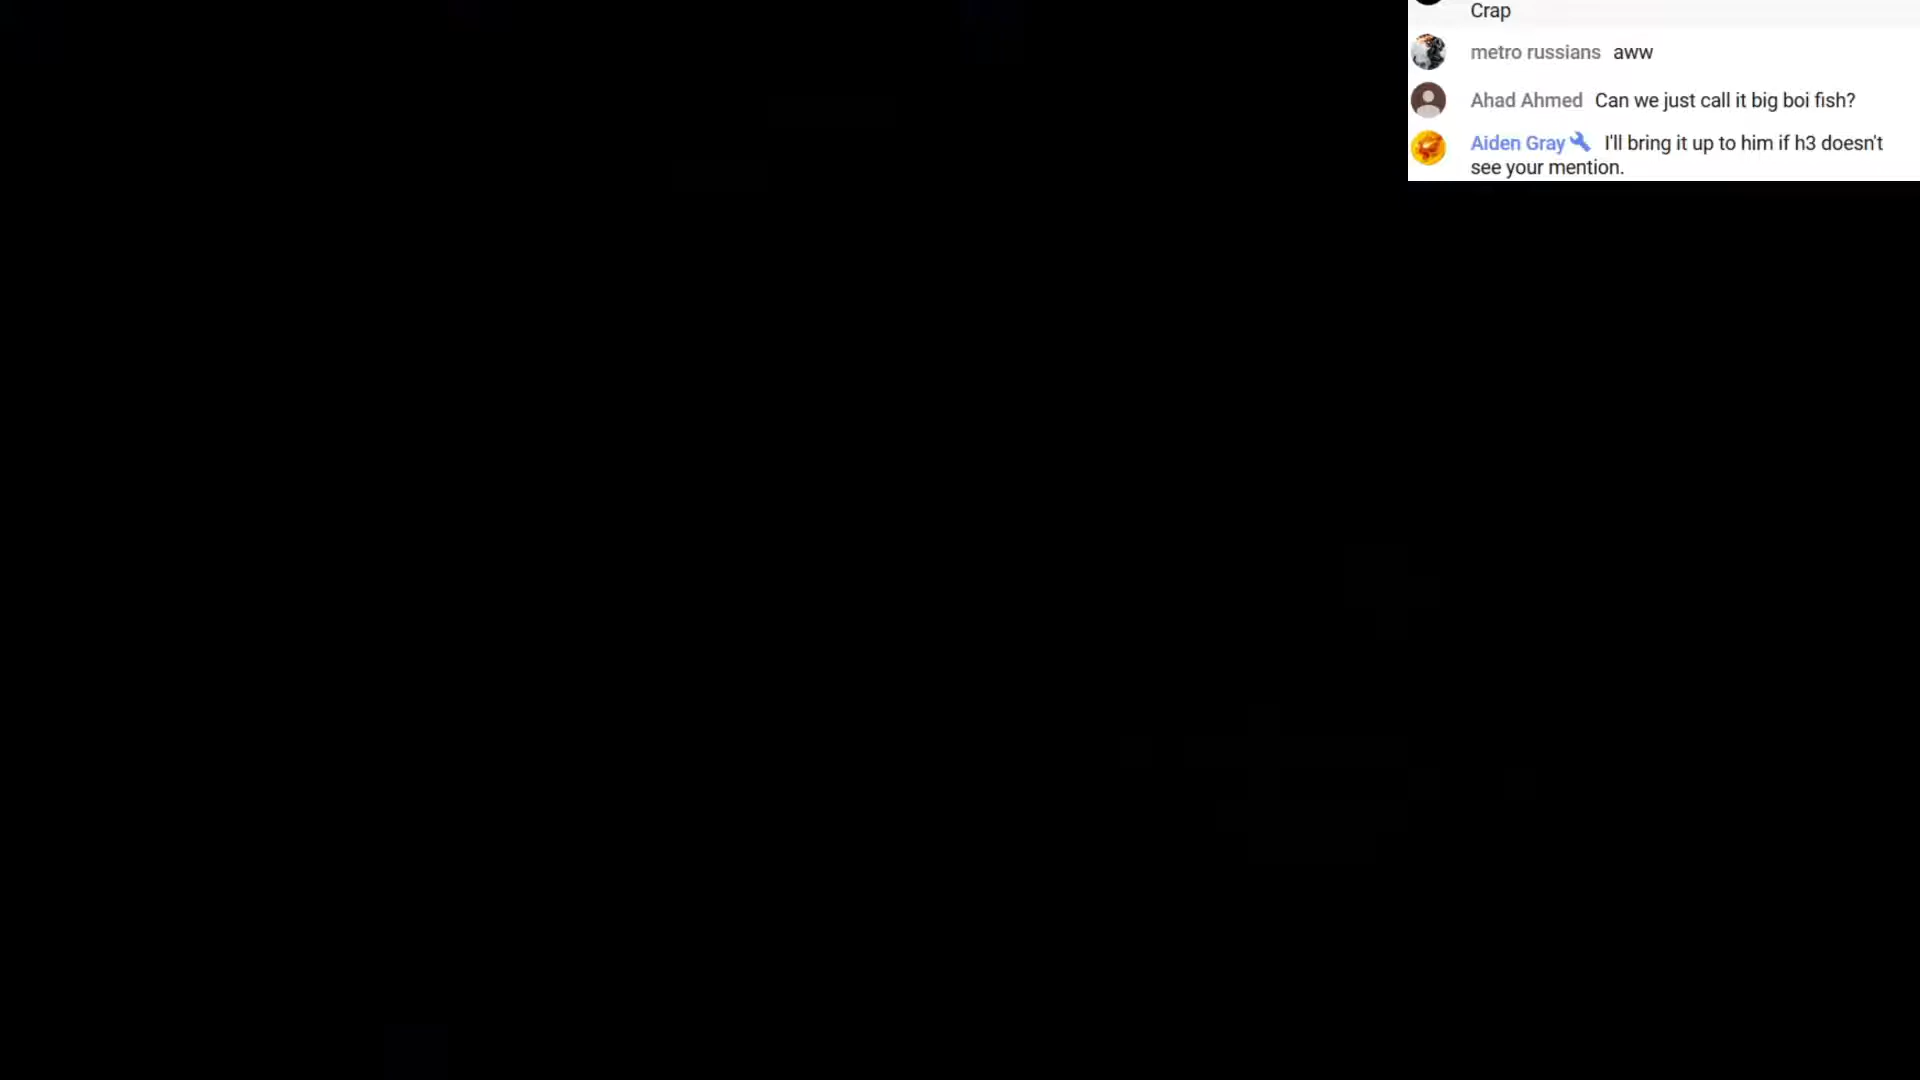 Crap
metro russians aww
Ahad Ahmed Can we just call it big boi fish?
Aiden Gray I'll bring it up to him if h3 doesn't
see your mention.